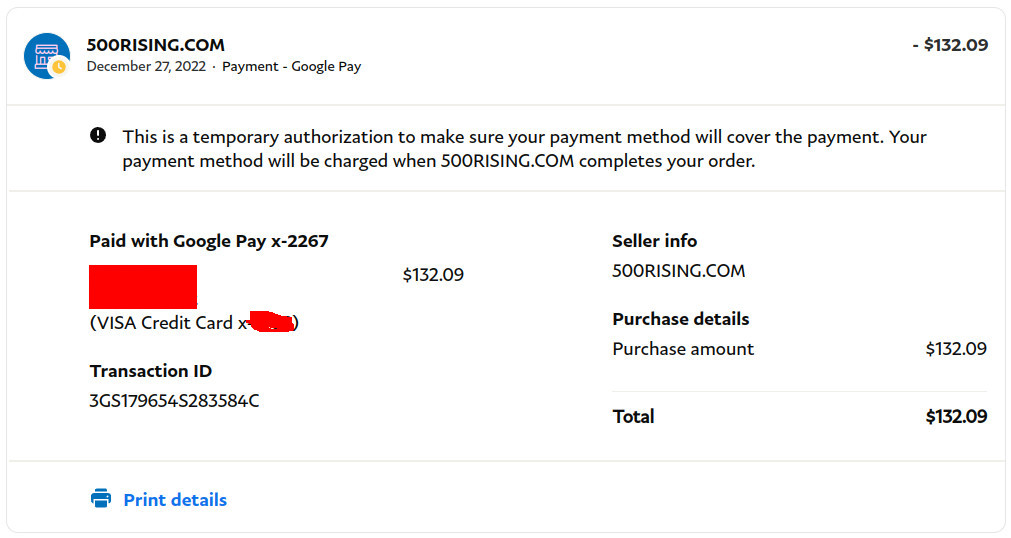 500RISING.COM
- $132.09
December 27, 2022 · Payment - Google Pay
This is a temporary authorization to make sure your payment method will cover the payment. Your
payment method will be charged when 500RISING.COM completes your order.
Paid with Google Pay x-2267
$132.09
(VISA Credit Card x-)
Transaction ID
3GS179654S283584C
Seller info
500RISING.COM
Purchase details
Purchase amount $132.09
Total $132.09
Print details